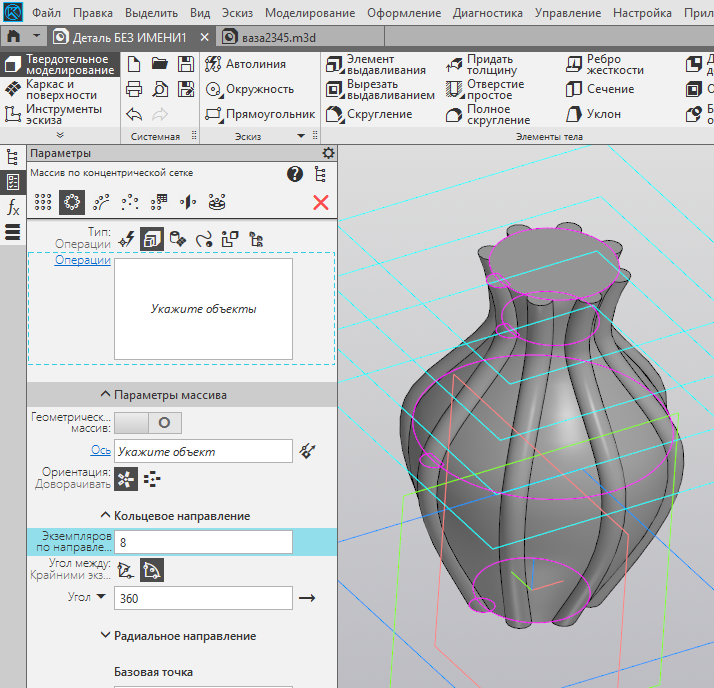 Файл Правка Выделить Вид Эскиз Моделирование Оформление Диагностика Управление Настройка Прил
Деталь БЕЗ ИМЕНИ1 × ваза2345.m3d
Твердотельное
моделирование
Каркас и
поверхности
Инструменты
эскиза
Системная
Автолиния
Окружность
Прямоугольник
Эскиз
Элемент
выдавливания
Вырезать
выдавливанием
Скругление
Придать
толщину
Отверстие
простое
Полное
скругление
Ребро
жесткости
Сечение
Уклон
Элементы тела
Д
д
О
Б
о
Параметры
Массив по концентрической сетке
Тип:
Операции
Операции
Укажите объекты
Параметры массива
Геометрическ...
массив:
Ось Укажите объект
Ориентация:
Доворачивать
Кольцевое направление
Экземпляров
по направле... 8
Угол между:
Крайними экз...
Угол 360
Радиальное направление
Базовая точка